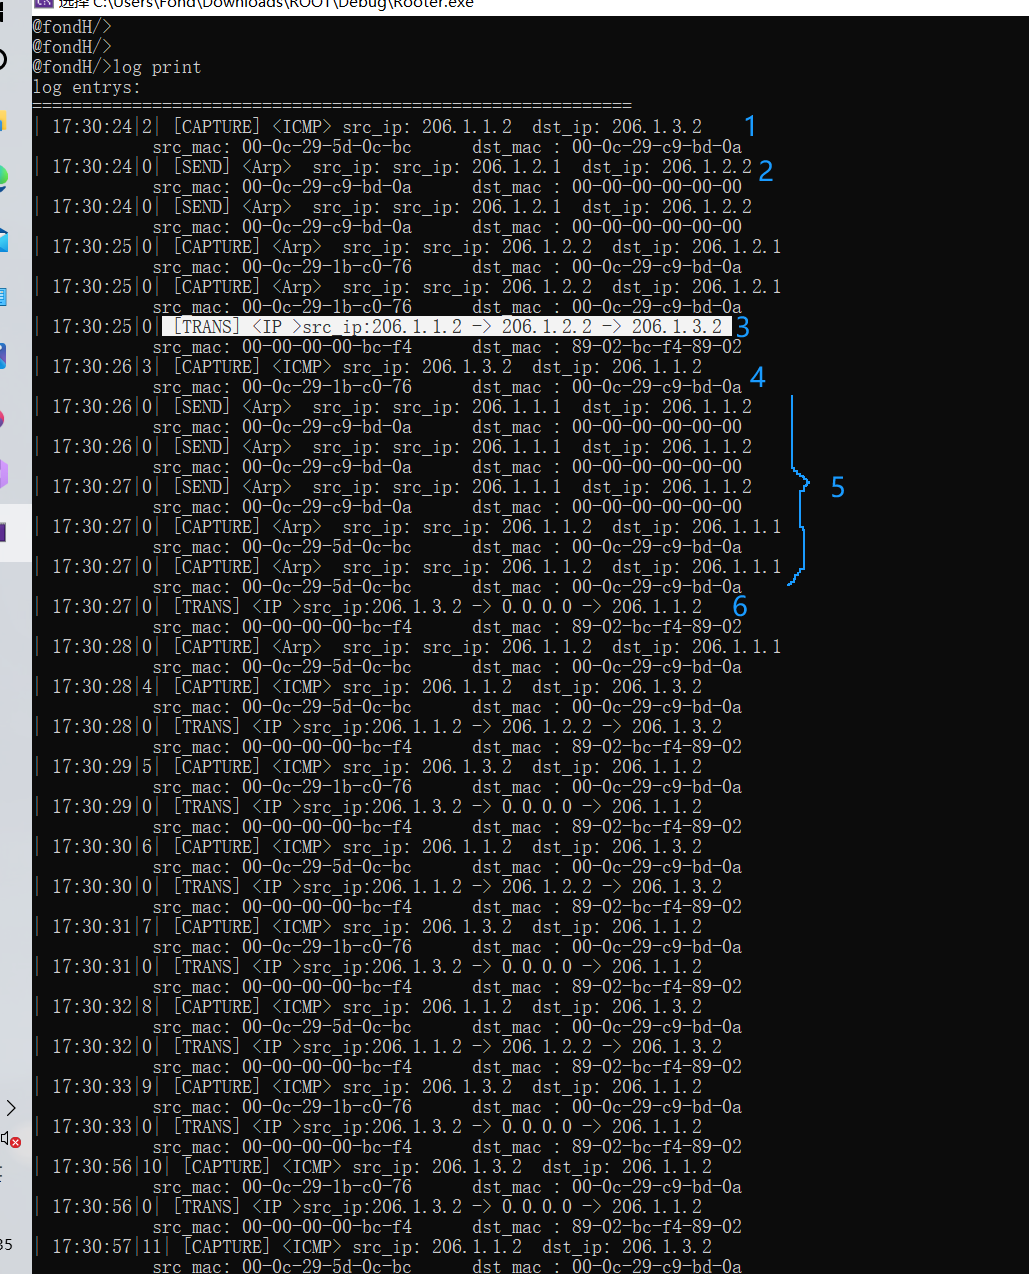 选择 C:\Users\Fond\Downloads\ROOT\Debug\Rooter.exe
@fondH/>
@fondH/>
@fondH/>log print
log entrys:
============================================================
| 17:30:24|2| [CAPTURE] <ICMP> src_ip: 206.1.1.2  dst_ip: 206.1.3.2 1
src_mac: 00-0c-29-5d-0c-bc      dst_mac : 00-0c-29-c9-bd-0a
| 17:30:24|0| [SEND] <Arp>  src_ip: src_ip: 206.1.2.1  dst_ip: 206.1.2.2 2
src_mac: 00-0c-29-c9-bd-0a      dst_mac : 00-00-00-00-00-00
| 17:30:24|0| [SEND] <Arp>  src_ip: src_ip: 206.1.2.1  dst_ip: 206.1.2.2
src_mac: 00-0c-29-c9-bd-0a      dst_mac : 00-00-00-00-00-00
| 17:30:25|0| [CAPTURE] <Arp>  src_ip: src_ip: 206.1.2.2  dst_ip: 206.1.2.1
src_mac: 00-0c-29-1b-c0-76      dst_mac : 00-0c-29-c9-bd-0a
| 17:30:25|0| [CAPTURE] <Arp>  src_ip: src_ip: 206.1.2.2  dst_ip: 206.1.2.1
src_mac: 00-0c-29-1b-c0-76      dst_mac : 00-0c-29-c9-bd-0a
| 17:30:25|0| [TRANS] <IP >src_ip:206.1.1.2 -> 206.1.2.2 -> 206.1.3.2 3
src_mac: 00-00-00-00-bc-f4      dst_mac : 89-02-bc-f4-89-02
| 17:30:26|3| [CAPTURE] <ICMP> src_ip: 206.1.3.2  dst_ip: 206.1.1.2 4
src_mac: 00-0c-29-1b-c0-76      dst_mac : 00-0c-29-c9-bd-0a
| 17:30:26|0| [SEND] <Arp>  src_ip: src_ip: 206.1.1.1  dst_ip: 206.1.1.2
src_mac: 00-0c-29-c9-bd-0a      dst_mac : 00-00-00-00-00-00
| 17:30:26|0| [SEND] <Arp>  src_ip: src_ip: 206.1.1.1  dst_ip: 206.1.1.2
src_mac: 00-0c-29-c9-bd-0a      dst_mac : 00-00-00-00-00-00
| 17:30:27|0| [SEND] <Arp>  src_ip: src_ip: 206.1.1.1  dst_ip: 206.1.1.2 5
src_mac: 00-0c-29-c9-bd-0a      dst_mac : 00-00-00-00-00-00
| 17:30:27|0| [CAPTURE] <Arp>  src_ip: src_ip: 206.1.1.2  dst_ip: 206.1.1.1
src_mac: 00-0c-29-5d-0c-bc      dst_mac : 00-0c-29-c9-bd-0a
| 17:30:27|0| [CAPTURE] <Arp>  src_ip: src_ip: 206.1.1.2  dst_ip: 206.1.1.1
src_mac: 00-0c-29-5d-0c-bc      dst_mac : 00-0c-29-c9-bd-0a
| 17:30:27|0| [TRANS] <IP >src_ip:206.1.3.2 -> 0.0.0.0 -> 206.1.1.2 6
src_mac: 00-00-00-00-bc-f4      dst_mac : 89-02-bc-f4-89-02
| 17:30:28|0| [CAPTURE] <Arp>  src_ip: src_ip: 206.1.1.2  dst_ip: 206.1.1.1
src_mac: 00-0c-29-5d-0c-bc      dst_mac : 00-0c-29-c9-bd-0a
| 17:30:28|4| [CAPTURE] <ICMP> src_ip: 206.1.1.2  dst_ip: 206.1.3.2
src_mac: 00-0c-29-5d-0c-bc      dst_mac : 00-0c-29-c9-bd-0a
| 17:30:28|0| [TRANS] <IP >src_ip:206.1.1.2 -> 206.1.2.2 -> 206.1.3.2
src_mac: 00-00-00-00-bc-f4      dst_mac : 89-02-bc-f4-89-02
| 17:30:29|5| [CAPTURE] <ICMP> src_ip: 206.1.3.2  dst_ip: 206.1.1.2
src_mac: 00-0c-29-1b-c0-76      dst_mac : 00-0c-29-c9-bd-0a
| 17:30:29|0| [TRANS] <IP >src_ip:206.1.3.2 -> 0.0.0.0 -> 206.1.1.2
src_mac: 00-00-00-00-bc-f4      dst_mac : 89-02-bc-f4-89-02
| 17:30:30|6| [CAPTURE] <ICMP> src_ip: 206.1.1.2  dst_ip: 206.1.3.2
src_mac: 00-0c-29-5d-0c-bc      dst_mac : 00-0c-29-c9-bd-0a
| 17:30:30|0| [TRANS] <IP >src_ip:206.1.1.2 -> 206.1.2.2 -> 206.1.3.2
src_mac: 00-00-00-00-bc-f4      dst_mac : 89-02-bc-f4-89-02
| 17:30:31|7| [CAPTURE] <ICMP> src_ip: 206.1.3.2  dst_ip: 206.1.1.2
src_mac: 00-0c-29-1b-c0-76      dst_mac : 00-0c-29-c9-bd-0a
| 17:30:31|0| [TRANS] <IP >src_ip:206.1.3.2 -> 0.0.0.0 -> 206.1.1.2
src_mac: 00-00-00-00-bc-f4      dst_mac : 89-02-bc-f4-89-02
| 17:30:32|8| [CAPTURE] <ICMP> src_ip: 206.1.1.2  dst_ip: 206.1.3.2
src_mac: 00-0c-29-5d-0c-bc      dst_mac : 00-0c-29-c9-bd-0a
| 17:30:32|0| [TRANS] <IP >src_ip:206.1.1.2 -> 206.1.2.2 -> 206.1.3.2
src_mac: 00-00-00-00-bc-f4      dst_mac : 89-02-bc-f4-89-02
| 17:30:33|9| [CAPTURE] <ICMP> src_ip: 206.1.3.2  dst_ip: 206.1.1.2
src_mac: 00-0c-29-1b-c0-76      dst_mac : 00-0c-29-c9-bd-0a
| 17:30:33|0| [TRANS] <IP >src_ip:206.1.3.2 -> 0.0.0.0 -> 206.1.1.2
src_mac: 00-00-00-00-bc-f4      dst_mac : 89-02-bc-f4-89-02
| 17:30:56|10| [CAPTURE] <ICMP> src_ip: 206.1.3.2  dst_ip: 206.1.1.2
src_mac: 00-0c-29-1b-c0-76      dst_mac : 00-0c-29-c9-bd-0a
| 17:30:56|0| [TRANS] <IP >src_ip:206.1.3.2 -> 0.0.0.0 -> 206.1.1.2
src_mac: 00-00-00-00-bc-f4      dst_mac : 89-02-bc-f4-89-02
| 17:30:57|11| [CAPTURE] <ICMP> src_ip: 206.1.1.2  dst_ip: 206.1.3.2
src_mac: 00-0c-29-5d-0c-bc      dst_mac : 00-0c-29-c9-bd-0a